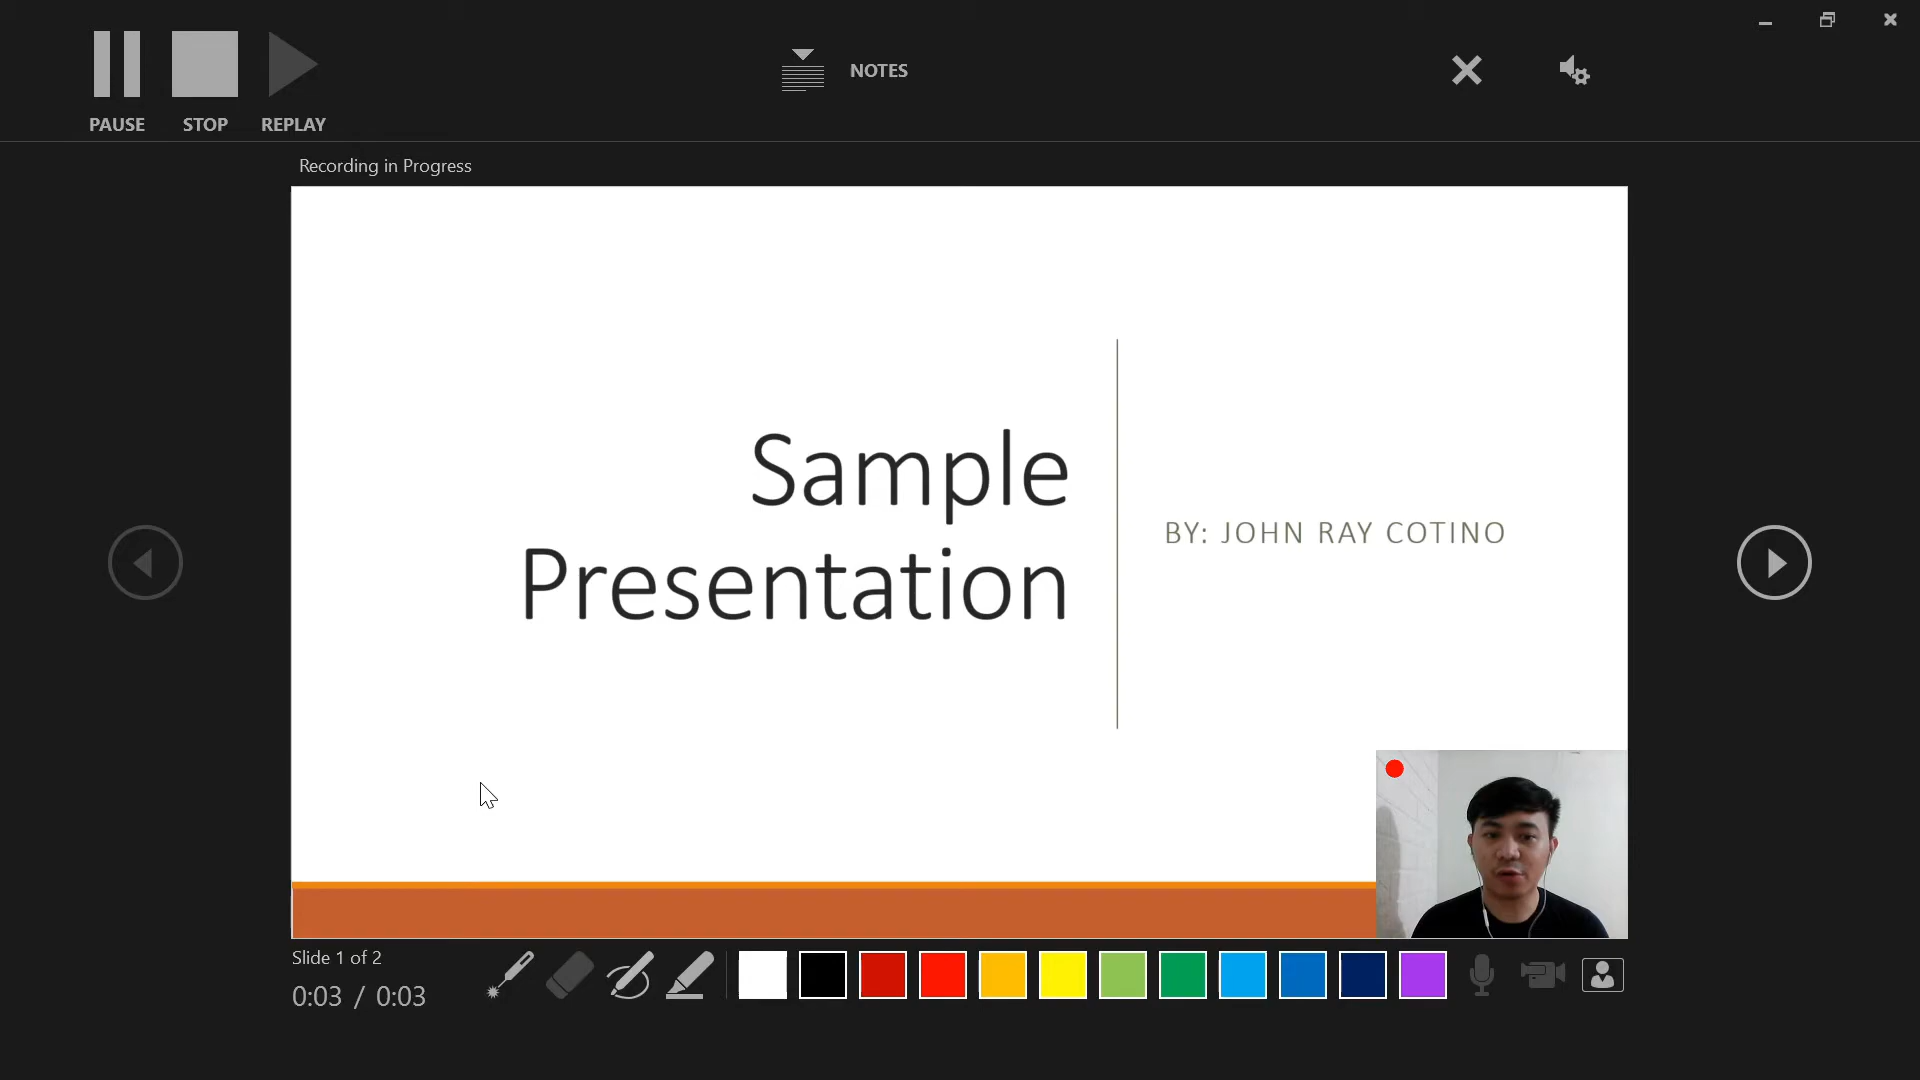 PAUSE STOP REPLAY
NOTES
Recording in Progress
Sample
Presentation
BY: JOHN RAY COTINO
Slide 1 of 2
0:03 / 0:03